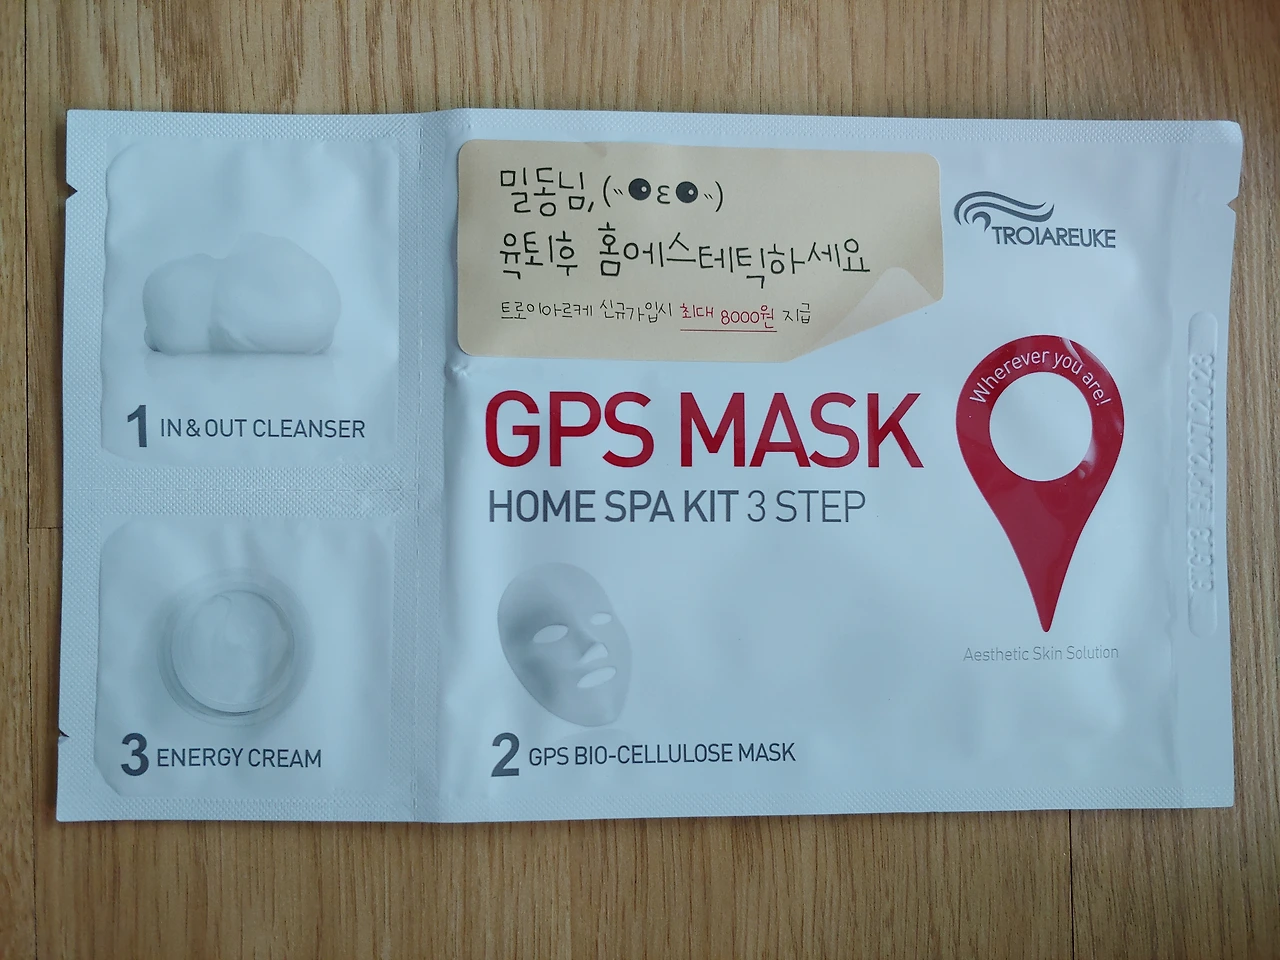 밀동님, (〃●ε●〃)
육퇴후 홈에스테틱하세요
트로이아르케 신규가입시 최대 8000원 지급
TROIAREUKE
GPS MASK
HOME SPA KIT 3 STEP
Wherever you are!
Aesthetic Skin Solution
1 IN & OUT CLEANSER
2 GPS BIO-CELLULOSE MASK
3 ENERGY CREAM